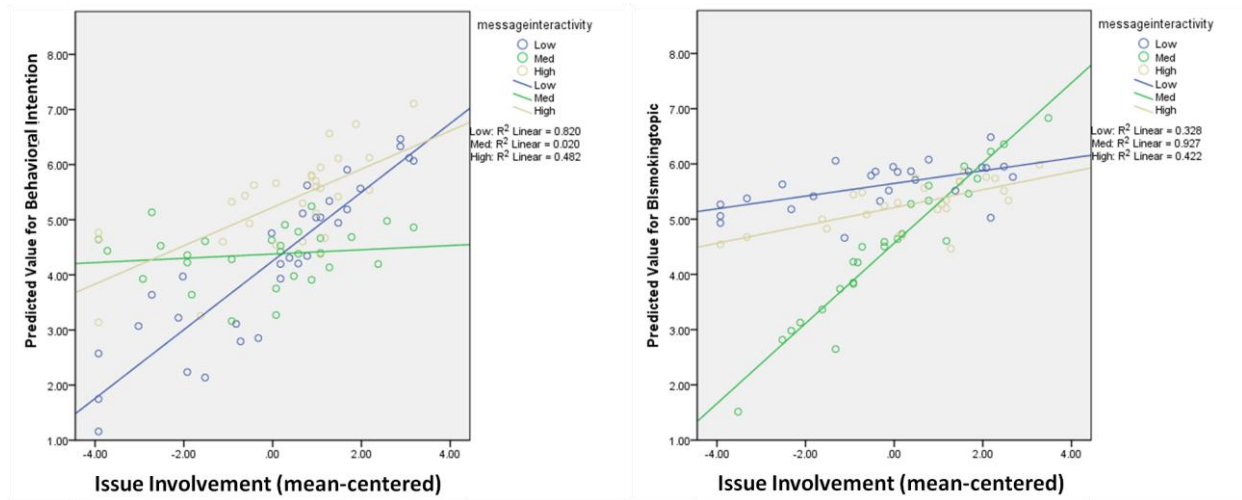 messageinteractivity
Low
Med
High
Low
Med
High
Low: R² Linear = 0.820
Med: R² Linear = 0.020
High: R² Linear = 0.482
Predicted Value for Behavioral Intention
8.00
7.00
6.00
5.00
4.00
3.00
2.00
1.00
-4.00 -2.00 .00 2.00 4.00
Issue Involvement (mean-centered)
messageinteractivity
Low
Med
High
Low
Med
High
Low: R² Linear = 0.328
Med: R² Linear = 0.927
High: R² Linear = 0.422
Predicted Value for Bismokingtopic
8.00
7.00
6.00
5.00
4.00
3.00
2.00
1.00
-4.00 -2.00 .00 2.00 4.00
Issue Involvement (mean-centered)